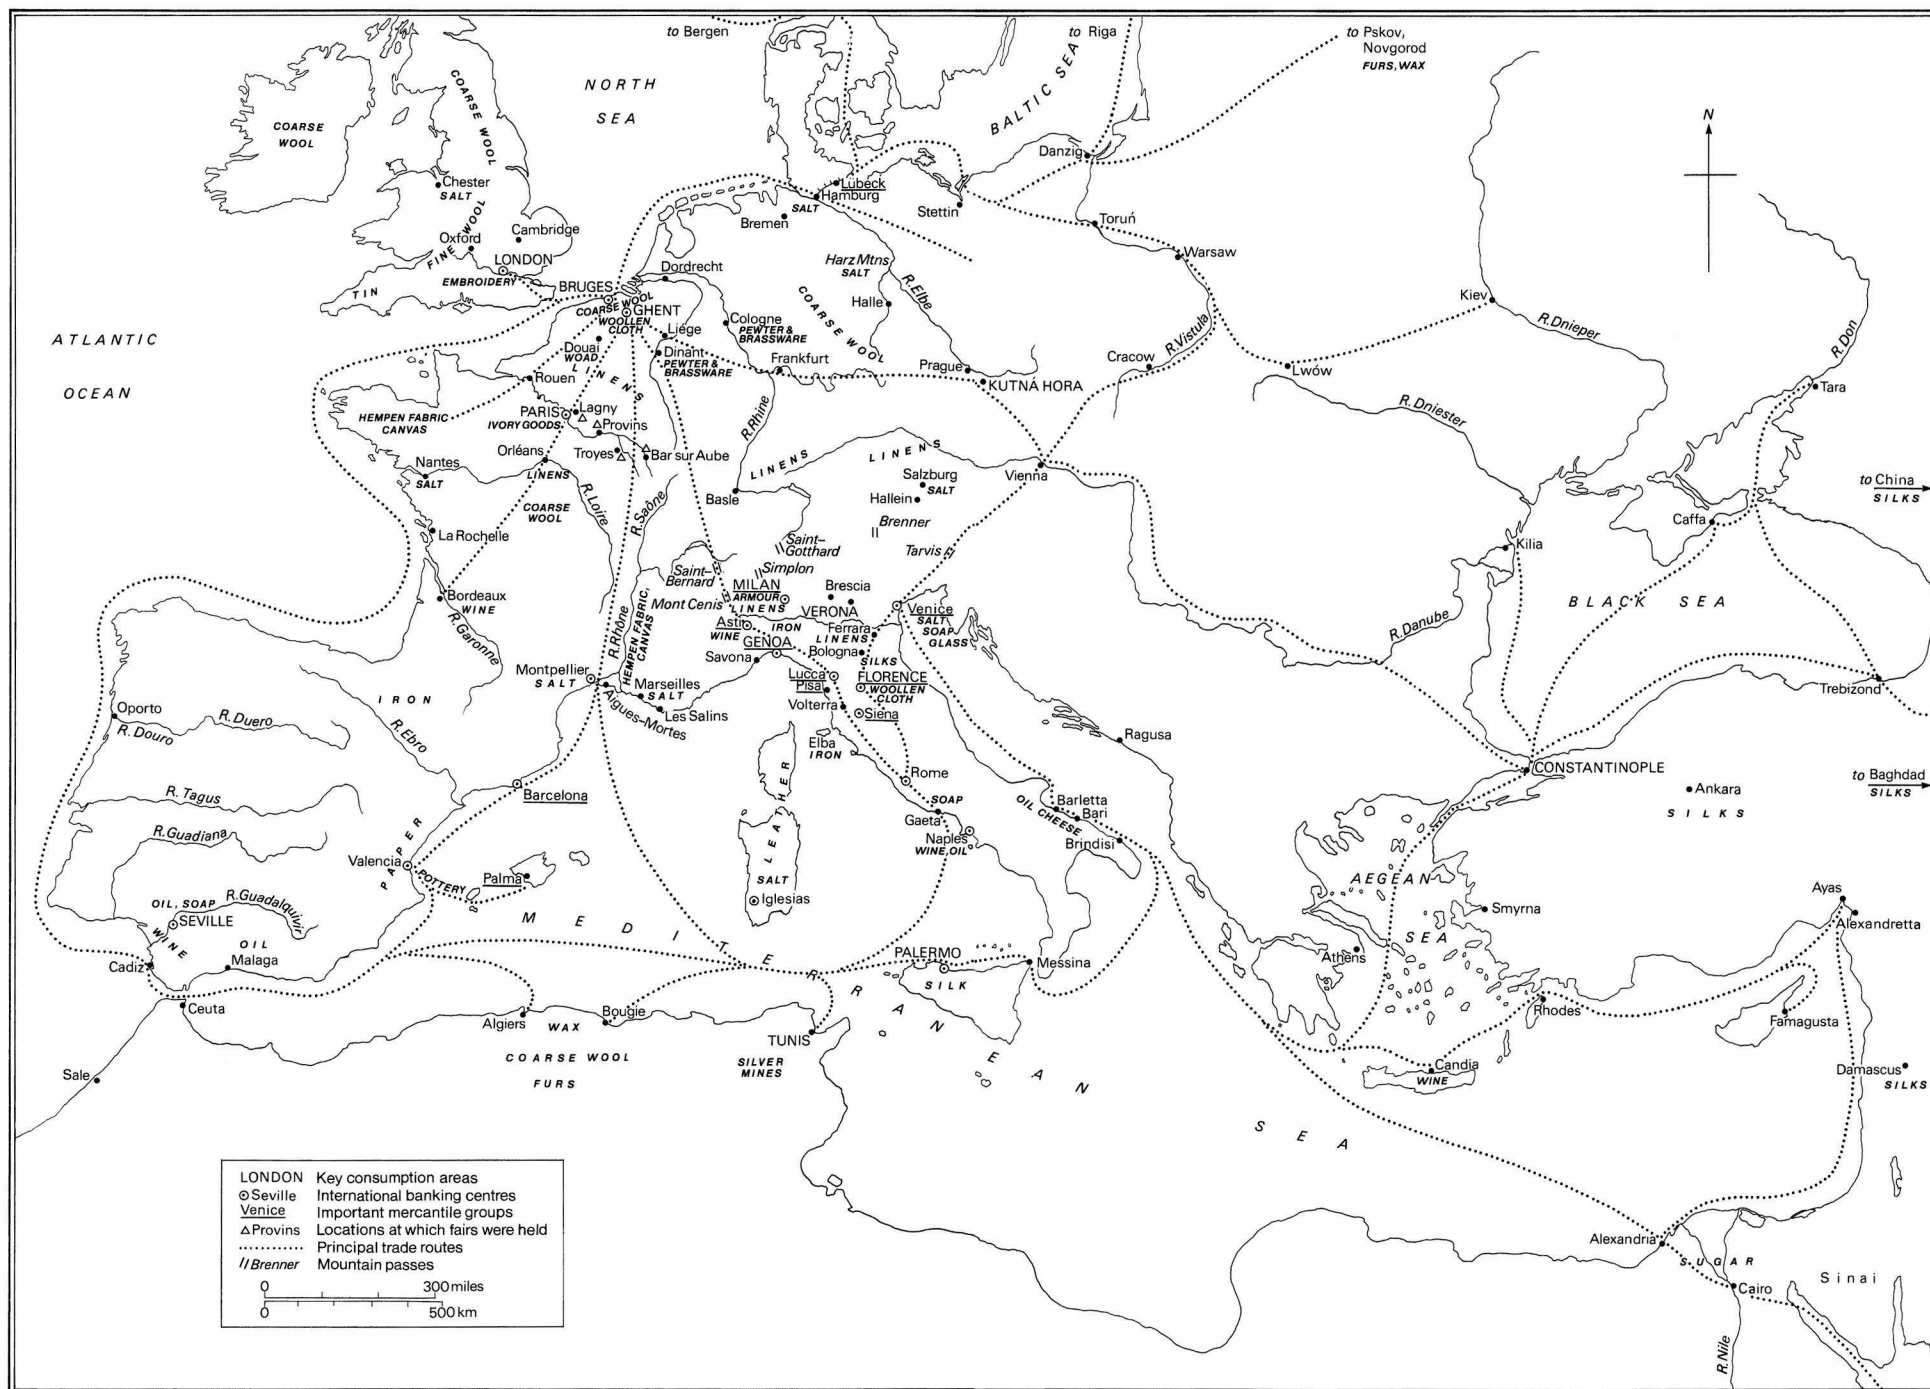 to Bergen
to Riga
to Pskov,
Novgorod
FURS, WAX
NORTH
SEA
BALTIC SEA
N
COARSE
WOOL
COARSE WOOL
Chester
SALT
FINE WOOL
Cambridge
Oxford
LONDON
EMBROIDERY
TIN
Danzig
Lübeck
Hamburg
SALT
Bremen
Stettin
Toruń
Warsaw
Harz Mtns
SALT
R. Elbe
Halle
COARSE WOOL
Dordrecht
BRUGES
COARSE WOOL
GHENT
WOOLLEN
CLOTH
Cologne
PEWTER &
BRASSWARE
Liége
Dinant
PEWTER &
BRASSWARE
Douai
WOAD
LINENS
Frankfurt
Prague
KUTNÁ HORA
Cracow
R. Vistula
Lwów
Kiev
R. Dnieper
R. Don
Tara
R. Dniester
ATLANTIC
OCEAN
Rouen
HEMPEN FABRIC
CANVAS
PARIS
IVORY GOODS
Lagny
Provins
Troyes
Bar sur Aube
R. Rhine
Orléans
LINENS
Nantes
SALT
COARSE
WOOL
R. Loire
R. Saône
Basle
LINENS
LINENS
Salzburg
SALT
Hallein
Vienna
Brenner
Tarvis
Saint–
Gotthard
Simplon
Saint–
Bernard
Mont Cenis
La Rochelle
Bordeaux
WINE
R. Garonne
MILAN
ARMOUR
LINENS
Brescia
VERONA
Venice
SALT
SOAP
GLASS
Asti
WINE
IRON
Ferrara
LINENS
Bologna
SILKS
GENOA
Savona
R. Rhône
HEMPEN FABRIC,
CANVAS
Montpellier
SALT
Marseilles
SALT
Aigues–Mortes
Les Salins
Lucca
Pisa
FLORENCE
WOOLLEN
CLOTH
Volterra
Siena
Elba
IRON
Rome
Kilia
Caffa
to China
SILKS
BLACK SEA
R. Danube
Trebizond
Ragusa
CONSTANTINOPLE
Ankara
SILKS
to Baghdad
SILKS
IRON
Oporto
R. Duero
R. Douro
R. Ebro
R. Tagus
Barcelona
R. Guadiana
PAPER
Valencia
POTTERY
Palma
OIL, SOAP
R. Guadalquivir
SEVILLE
WINE
OIL
Malaga
Cadiz
Ceuta
Sale
LEATHER
SALT
Iglesias
SOAP
Gaeta
Naples
WINE, OIL
OIL CHEESE
Barletta
Bari
Brindisi
AEGEAN
SEA
Smyrna
Athens
Ayas
Alexandretta
MEDITERRANEAN
SEA
PALERMO
SILK
Messina
Algiers
WAX
Bougie
COARSE WOOL
FURS
TUNIS
SILVER
MINES
Rhodes
Famagusta
Candia
WINE
Damascus
SILKS
Alexandria
SUGAR
Cairo
Sinai
R. Nile
LONDON Key consumption areas
Seville International banking centres
Venice Important mercantile groups
Provins Locations at which fairs were held
Principal trade routes
Brenner Mountain passes
0 300 miles
0 500 km